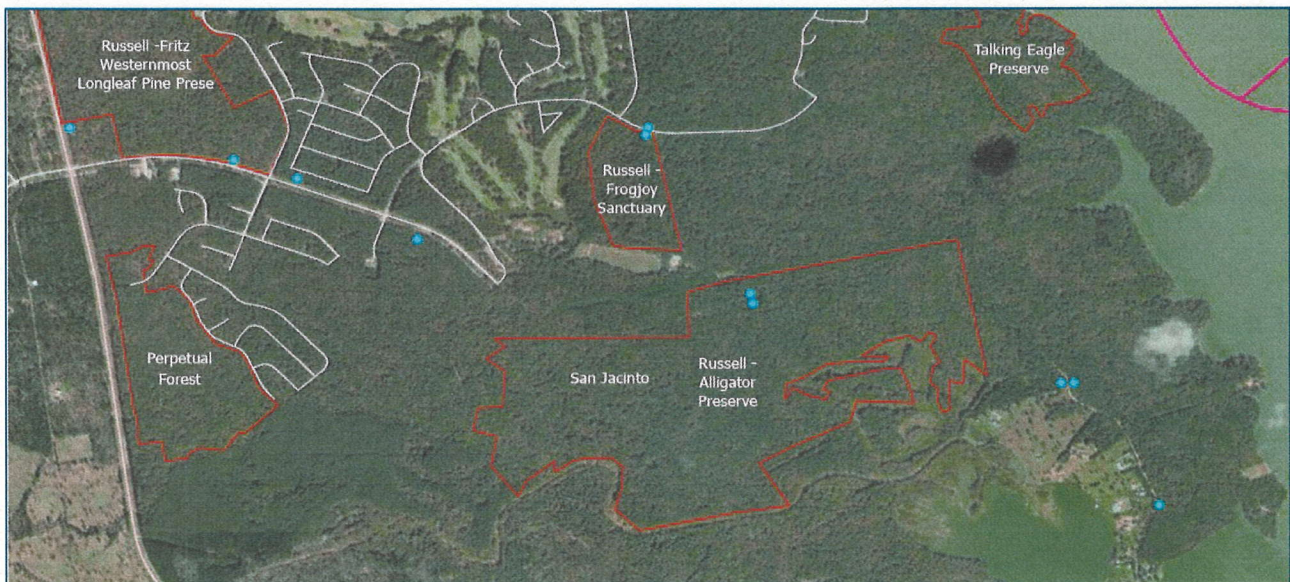 Russell -Fritz
Westernmost
Longleaf Pine Prese
Talking Eagle
Preserve
Russell -
Frogjoy
Sanctuary
Perpetual
Forest
San Jacinto
Russell -
Alligator
Preserve